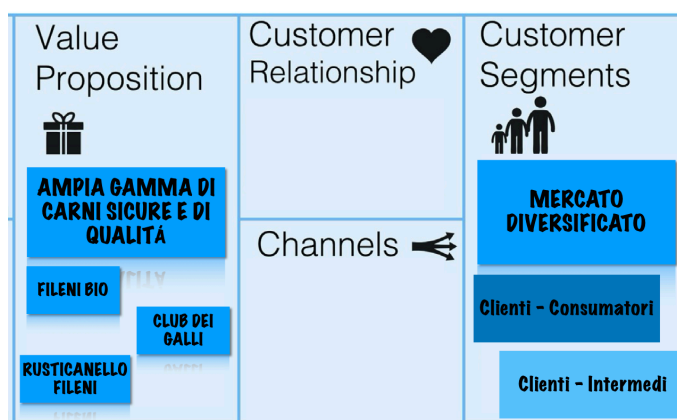 Value
Proposition
AMPIA GAMMA DI
CARNI SICURE E DI
QUALITÁ
FILENI BIO
CLUB DEI
GALLI
RUSTICANELLO
FILENI
Customer
Relationship
Channels
Customer
Segments
MERCATO
DIVERSIFICATO
Clienti - Consumatori
Clienti - Intermedi